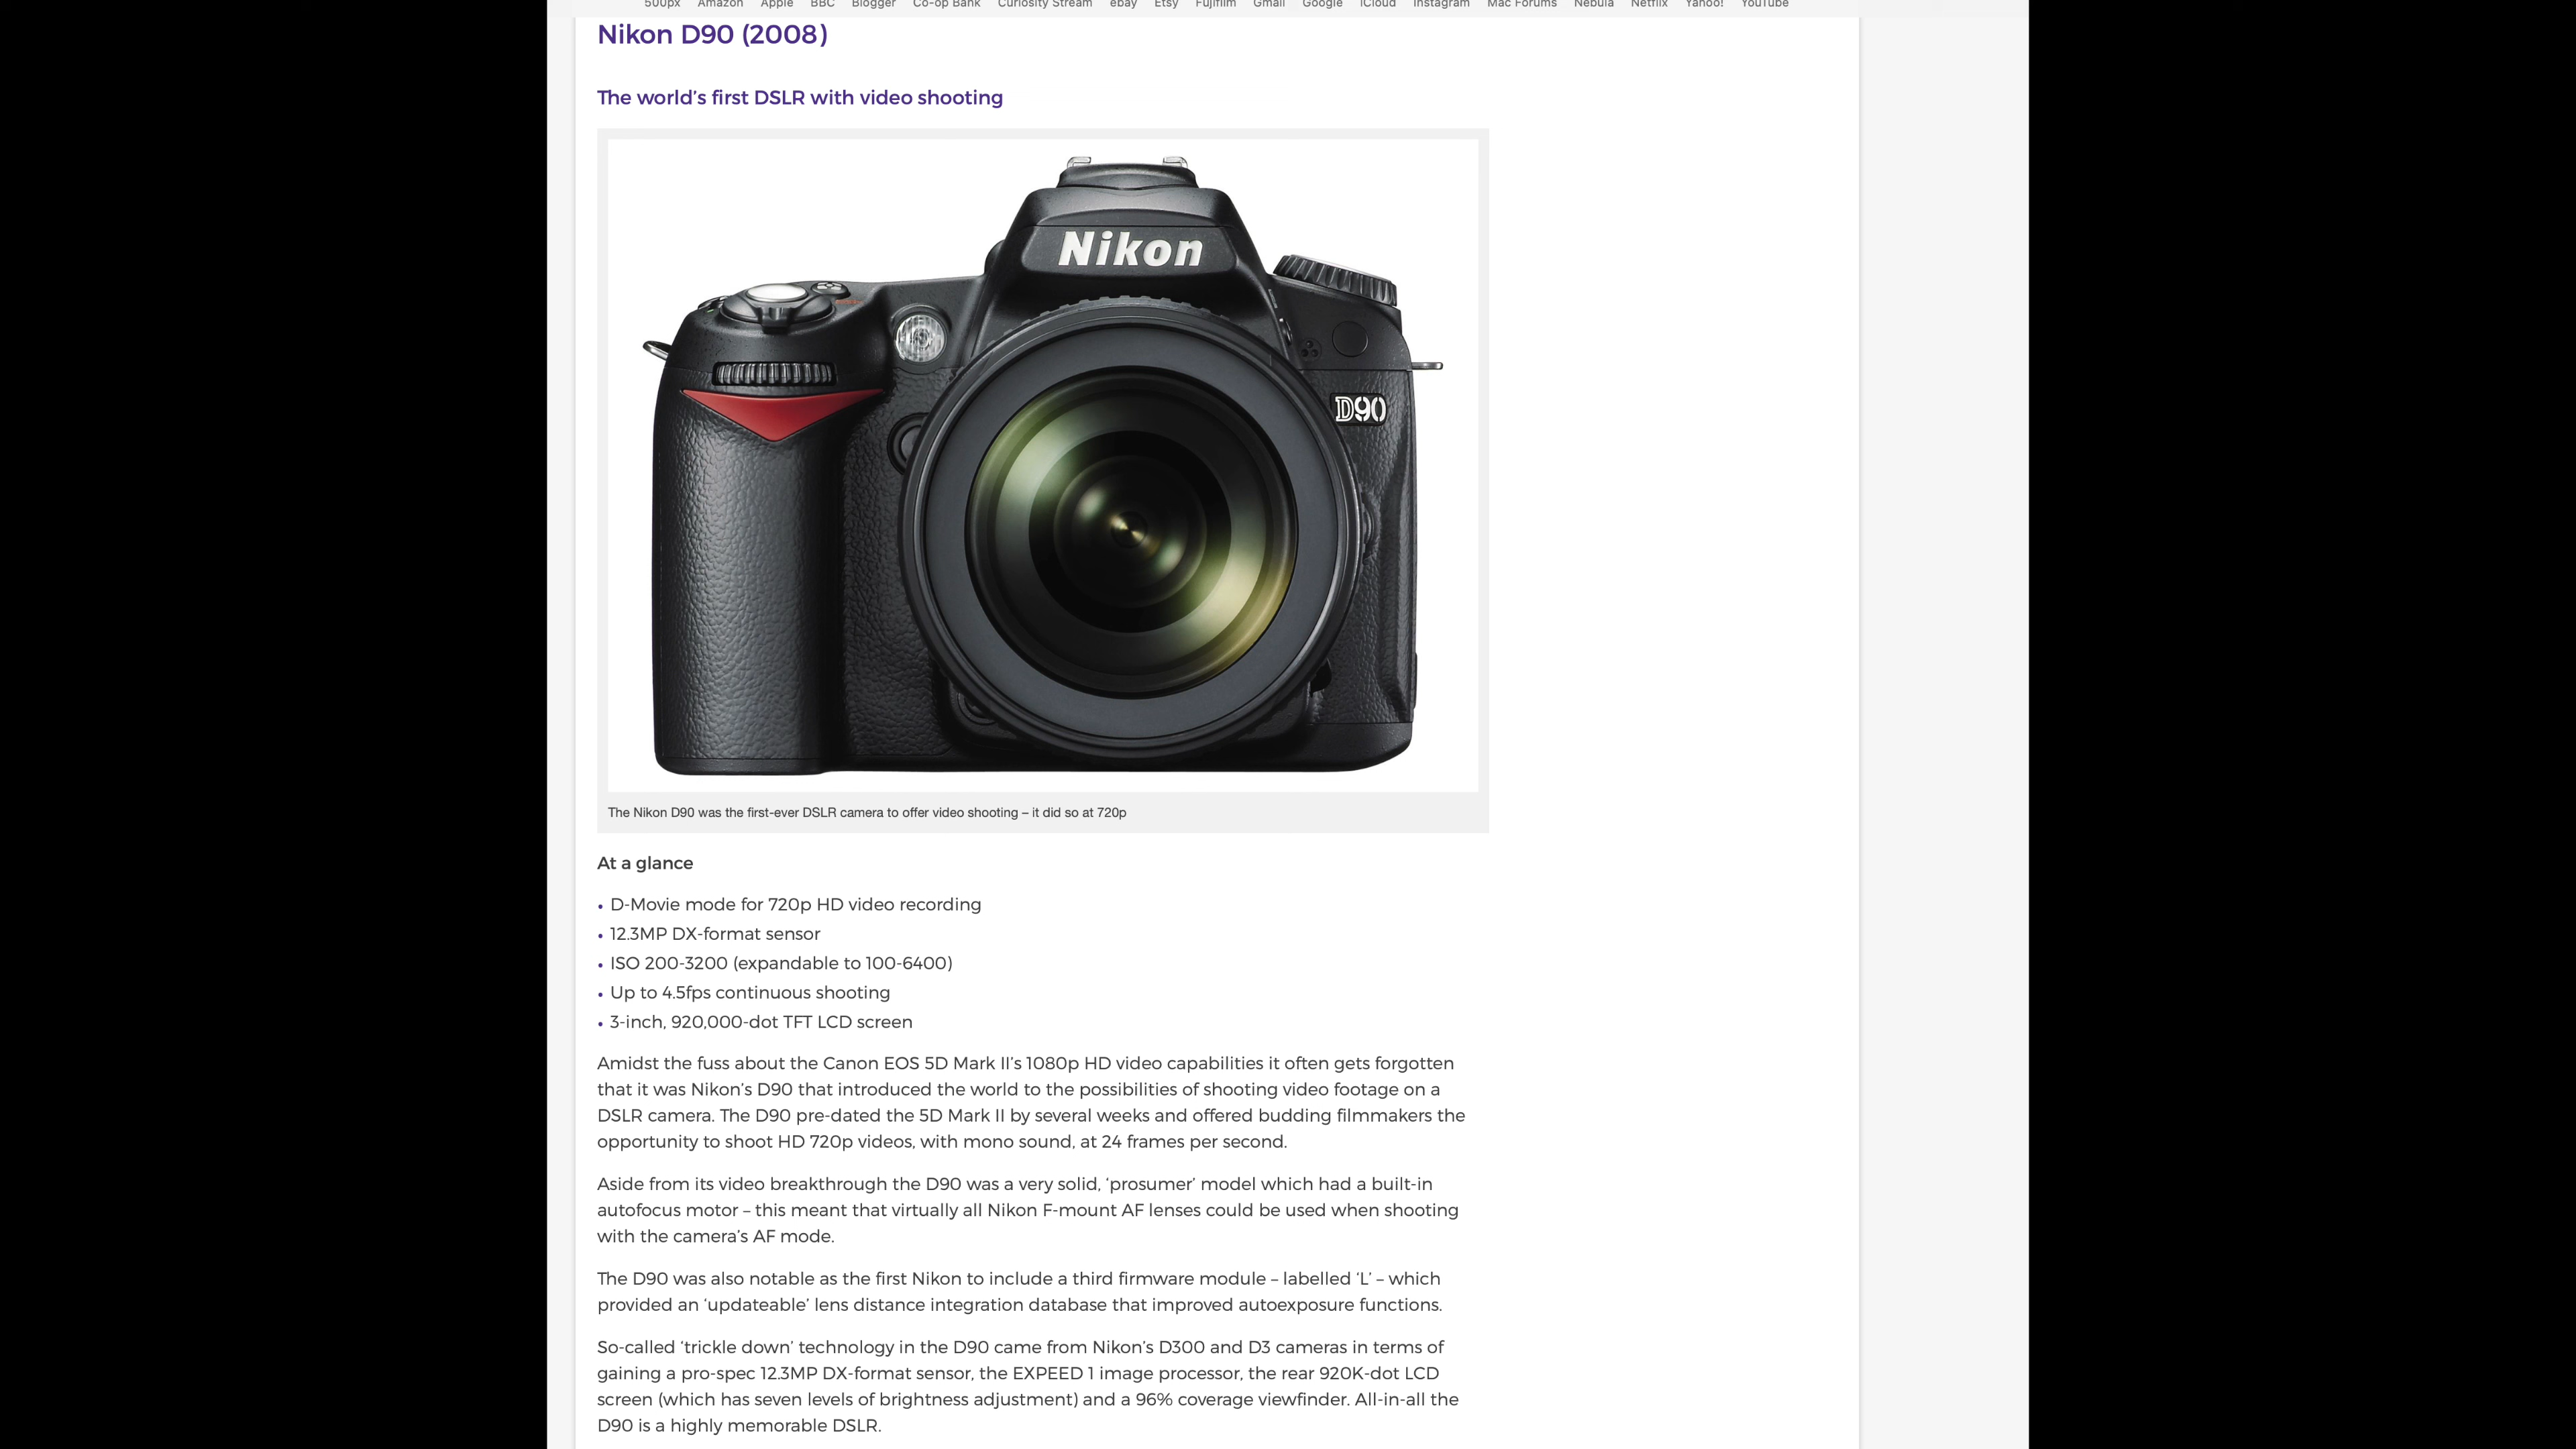 500px Amazon Apple BBC Blogger Co-op Bank Curiosity Stream ebay Etsy Fujifilm Gmail Google iCloud Instagram Mac Forums Nebula Netflix Yahoo! YouTube
Nikon D90 (2008)
The world’s first DSLR with video shooting
Nikon
D90
The Nikon D90 was the first-ever DSLR camera to offer video shooting – it did so at 720p
At a glance
• D-Movie mode for 720p HD video recording
• 12.3MP DX-format sensor
• ISO 200-3200 (expandable to 100-6400)
• Up to 4.5fps continuous shooting
• 3-inch, 920,000-dot TFT LCD screen
Amidst the fuss about the Canon EOS 5D Mark II’s 1080p HD video capabilities it often gets forgotten
that it was Nikon’s D90 that introduced the world to the possibilities of shooting video footage on a
DSLR camera. The D90 pre-dated the 5D Mark II by several weeks and offered budding filmmakers the
opportunity to shoot HD 720p videos, with mono sound, at 24 frames per second.
Aside from its video breakthrough the D90 was a very solid, ‘prosumer’ model which had a built-in
autofocus motor – this meant that virtually all Nikon F-mount AF lenses could be used when shooting
with the camera’s AF mode.
The D90 was also notable as the first Nikon to include a third firmware module – labelled ‘L’ – which
provided an ‘updateable’ lens distance integration database that improved autoexposure functions.
So-called ‘trickle down’ technology in the D90 came from Nikon’s D300 and D3 cameras in terms of
gaining a pro-spec 12.3MP DX-format sensor, the EXPEED 1 image processor, the rear 920K-dot LCD
screen (which has seven levels of brightness adjustment) and a 96% coverage viewfinder. All-in-all the
D90 is a highly memorable DSLR.